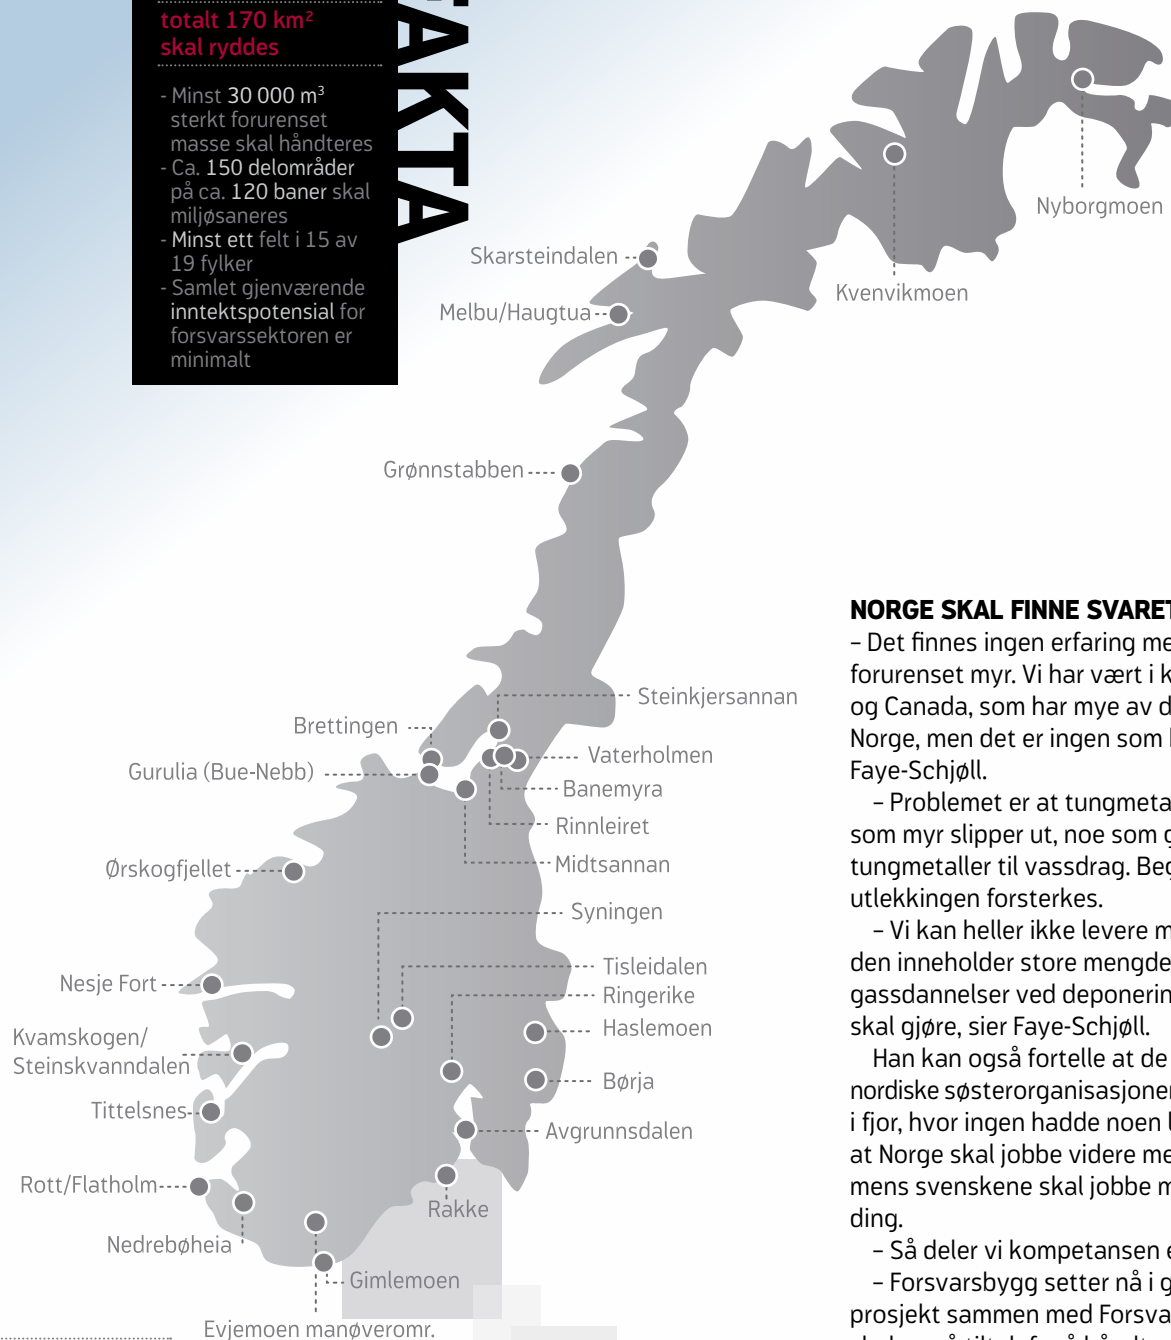 totalt 170 km²
skal ryddes
- Minst 30 000 m³
sterkt forurenset
masse skal håndteres
- Ca. 150 delområder
på ca. 120 baner skal
miljøsaneres
- Minst ett felt i 15 av
19 fylker
- Samlet gjenværende
inntektspotensial for
forsvarssektoren er
minimalt
AKTA
Nyborgmoen
Kvenvikmoen
Skarsteindalen
Melbu/Haugtua
Grønnstabben
Steinkjersannan
Brettingen
Vaterholmen
Gurulia (Bue-Nebb)
Banemyra
Rinnleiret
Midtsannan
Ørskogfjellet
Syningen
Tisleidalen
Nesje Fort
Ringerike
Haslemoen
Kvamskogen/
Steinskvanndalen
Børja
Tittelsnes
Avgrunnsdalen
Rott/Flatholm
Rakke
Nedrebøheia
Gimlemoen
Evjemoen manøveromr.
NORGE SKAL FINNE SVARET
– Det finnes ingen erfaring me
forurenset myr. Vi har vært i k
og Canada, som har mye av d
Norge, men det er ingen som
Faye-Schjøll.
– Problemet er at tungmeta
som myr slipper ut, noe som g
tungmetaller til vassdrag. Beg
utlekkingen forsterkes.
– Vi kan heller ikke levere m
den inneholder store mengde
gassdannelser ved deponerin
skal gjøre, sier Faye-Schjøll.
Han kan også fortelle at de
nordiske søsterorganisasjoner
i fjor, hvor ingen hadde noen
at Norge skal jobbe videre me
mens svenskene skal jobbe m
ding.
– Så deler vi kompetansen e
– Forsvarsbygg setter nå i g
prosjekt sammen med Forsva